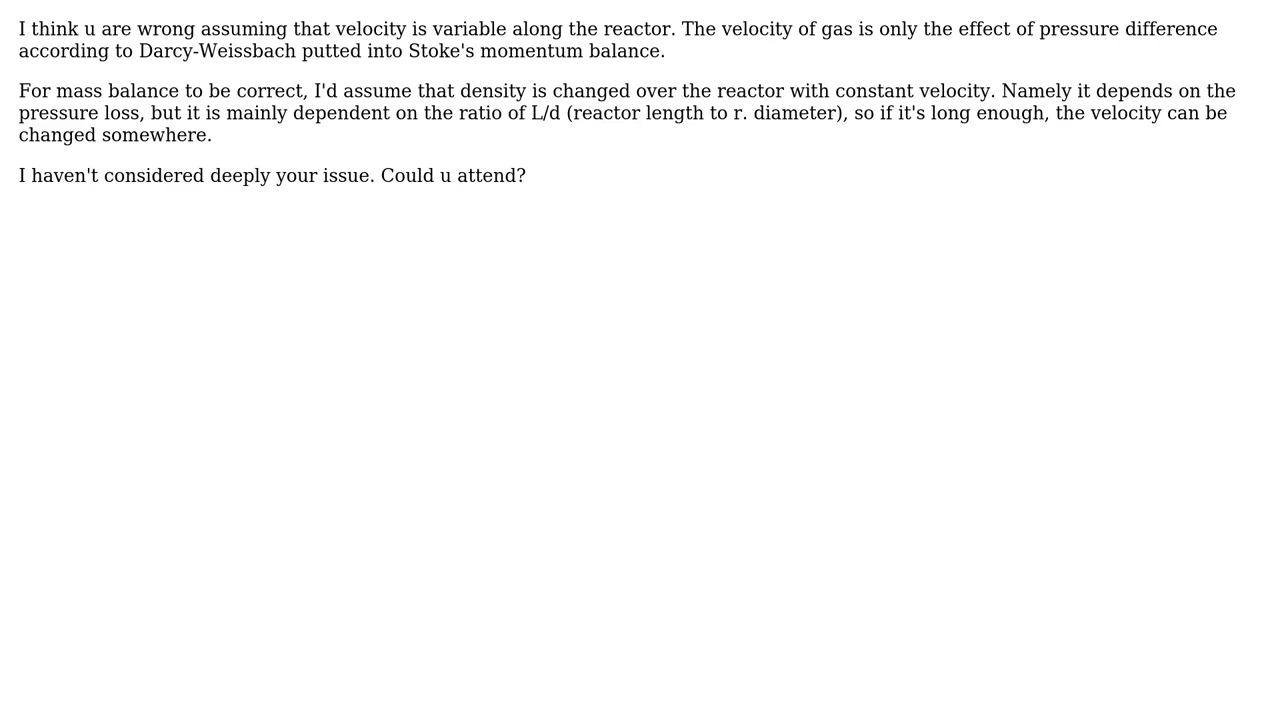 I think u are wrong assuming that velocity is variable along the reactor. The velocity of gas is only the effect of pressure difference
according to Darcy-Weissbach putted into Stoke's momentum balance.
For mass balance to be correct, I'd assume that density is changed over the reactor with constant velocity. Namely it depends on the
pressure loss, but it is mainly dependent on the ratio of L/d (reactor length to r. diameter), so if it's long enough, the velocity can be
changed somewhere.
I haven't considered deeply your issue. Could u attend?